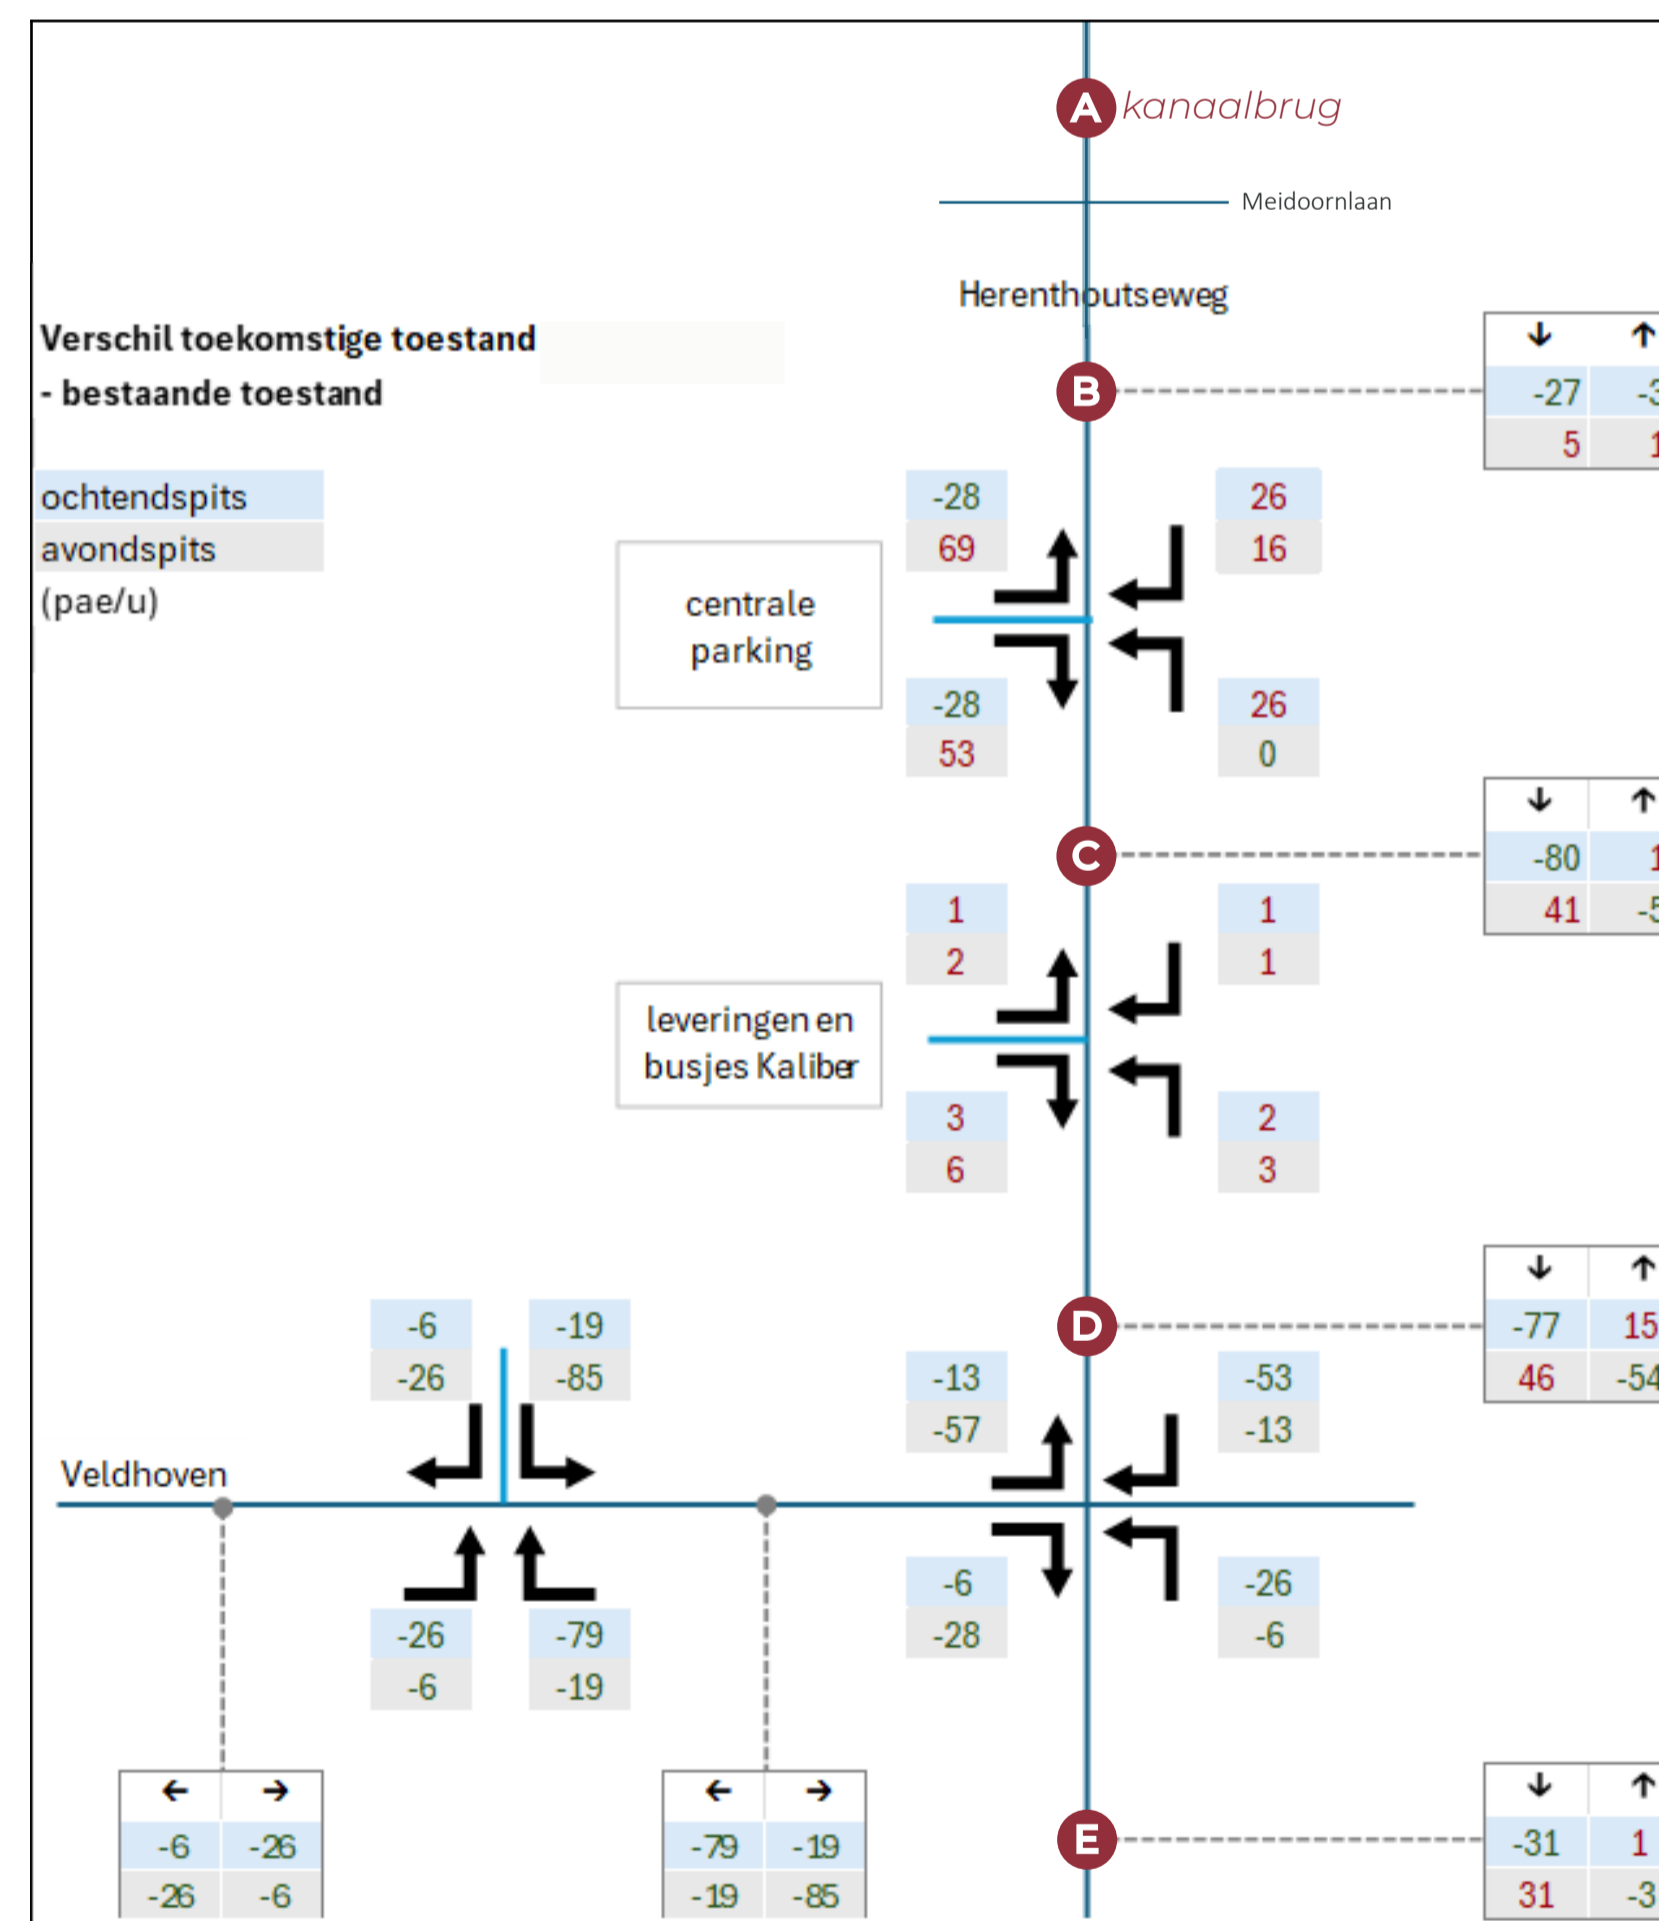 A kanaalbrug
Meidoornlaan
Herenthoutseweg
Verschil toekomstige toestand
- bestaande toestand
↓ ↑
B
-27
5
ochtendspits
avondspits
(pae/u)
-28 26
69 16
centrale
parking
-28 26
53 0
↓ ↑
C
-80
41
1 1
2 1
leveringen en
busjes Kaliber
3 2
6 3
↓ ↑
D
-77 15
46 -54
-6 -19
-26 -85
-13 -53
-57 -13
Veldhoven
-6 -26
-28 -6
-26 -79
-6 -19
← →
-6 -26
-26 -6
← →
-79 -19
-19 -85
↓ ↑
E
-31 1
31